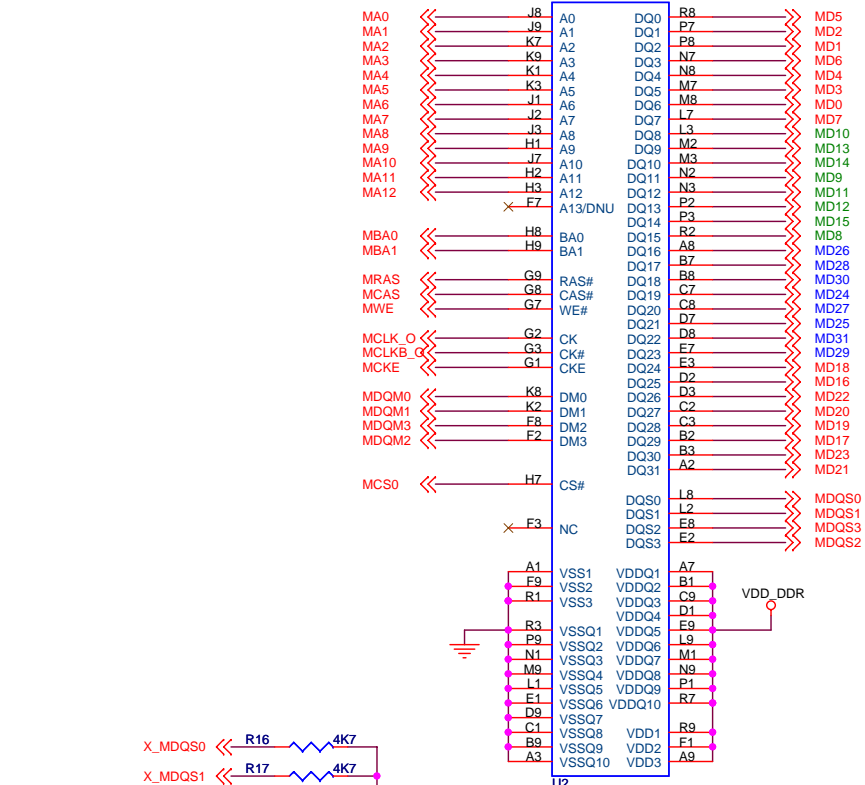 MA0 J8 A0 DQ0 R8 MD5
MA1 J9 A1 DQ1 P7 MD2
MA2 K7 A2 DQ2 P8 MD1
MA3 K9 A3 DQ3 N7 MD6
MA4 K1 A4 DQ4 N8 MD4
MA5 K3 A5 DQ5 M7 MD3
MA6 J1 A6 DQ6 M8 MD0
MA7 J2 A7 DQ7 L7 MD7
MA8 J3 A8 DQ8 L3 MD10
MA9 H1 A9 DQ9 M2 MD13
MA10 J7 A10 DQ10 M3 MD14
MA11 H2 A11 DQ11 N2 MD9
MA12 H3 A12 DQ12 N3 MD11
F7 A13/DNU DQ13 P2 MD12
DQ14 P3 MD15
MBA0 H8 BA0 DQ15 R2 MD8
MBA1 H9 BA1 DQ16 A8 MD26
DQ17 B7 MD28
MRAS G9 RAS# DQ18 B8 MD30
MCAS G8 CAS# DQ19 C7 MD24
MWE G7 WE# DQ20 C8 MD27
DQ21 D7 MD25
MCLK_O G2 CK DQ22 D8 MD31
MCLKB_O G3 CK# DQ23 E7 MD29
MCKE G1 CKE DQ24 E3 MD18
DQ25 D2 MD16
MDQM0 K8 DM0 DQ26 D3 MD22
MDQM1 K2 DM1 DQ27 C2 MD20
MDQM3 F8 DM2 DQ28 C3 MD19
MDQM2 F2 DM3 DQ29 B2 MD17
DQ30 B3 MD23
DQ31 A2 MD21
MCS0 H7 CS#
DQS0 L8 MDQS0
DQS1 L2 MDQS1
F3 NC DQS2 E8 MDQS3
DQS3 E2 MDQS2
A1 VSS1 VDDQ1 A7
F9 VSS2 VDDQ2 B1
R1 VSS3 VDDQ3 C9 VDD_DDR
VDDQ4 D1
R3 VSSQ1 VDDQ5 E9
P9 VSSQ2 VDDQ6 L9
N1 VSSQ3 VDDQ7 M1
M9 VSSQ4 VDDQ8 N9
L1 VSSQ5 VDDQ9 P1
E1 VSSQ6 VDDQ10 R7
D9 VSSQ7
C1 VSSQ8 VDD1 R9
B9 VSSQ9 VDD2 F1
A3 VSSQ10 VDD3 A9
X_MDQS0 R16 4K7
X_MDQS1 R17 4K7
U2